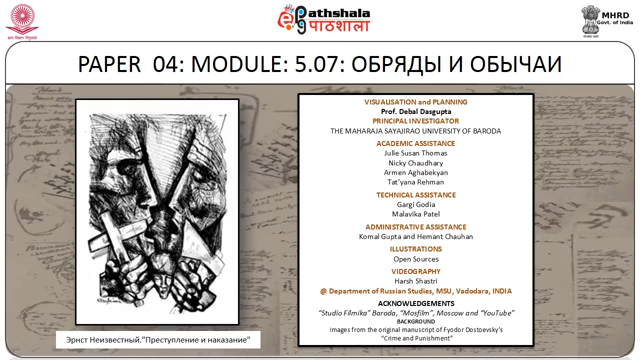 ePathshala
पाठशाला
MHRD
Govt. of India
PAPER 04: MODULE: 5.07: ОБРЯДЫ И ОБЫЧАИ
VISUALISATION and PLANNING
Prof. Debal Dasgupta
PRINCIPAL INVESTIGATOR
THE MAHARAJA SAYAJIRAO UNIVERSITY OF BARODA
ACADEMIC ASSISTANCE
Julie Susan Thomas
Nicky Chaudhary
Armen Aghabekyan
Tat'yana Rehman
TECHNICAL ASSISTANCE
Gargi Godia
Malavika Patel
ADMINISTRATIVE ASSISTANCE
Komal Gupta and Hemant Chauhan
ILLUSTRATIONS
Open Sources
VIDEOGRAPHY
Harsh Shastri
@ Department of Russian Studies, MSU, Vadodara, INDIA
ACKNOWLEDGEMENTS
"Studio Filmika" Baroda, "Mosfilm", Moscow and "YouTube"
BACKGROUND
Images from the original manuscript of Fyodor Dostoevsky's
"Crime and Punishment"
Эрнст Неизвестный."Преступление и наказание"